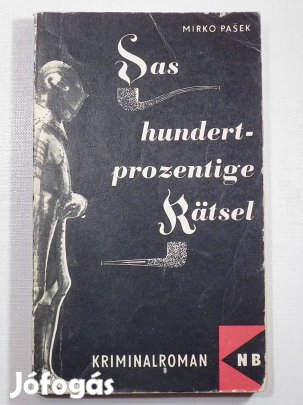 MIRKO PAŠEK
Das
hundert-
prozentige
Rätsel
KRIMINALROMAN
NB
Jófogás